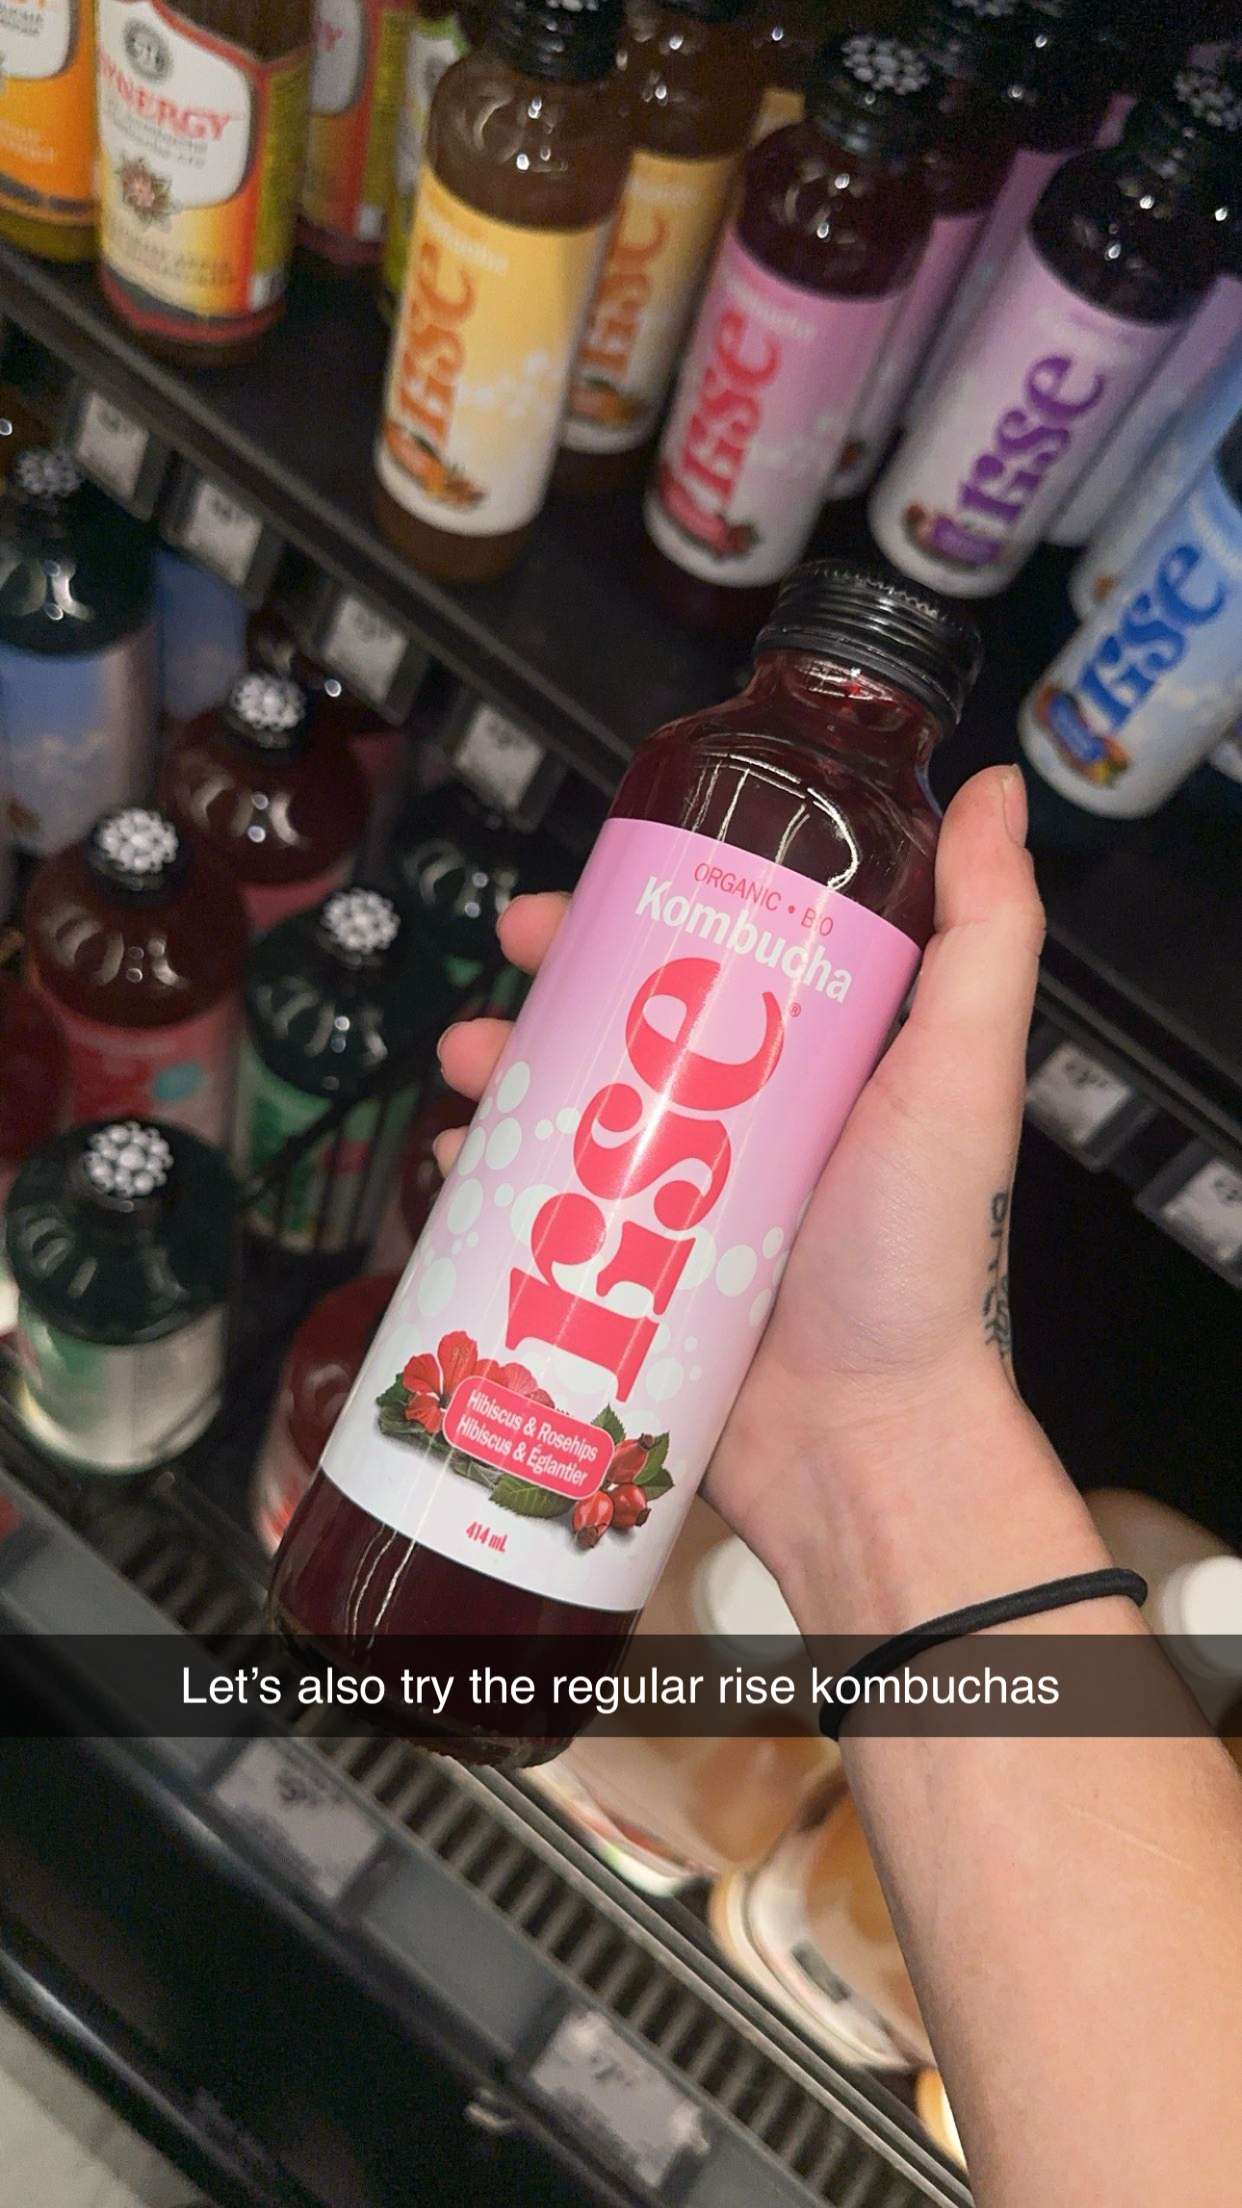 SYNERGY
rise
rise
rise
rise
rise
ORGANIC • BIO
Kombucha
rise®
Hibiscus & Rosehips
Hibiscus & Églantier
414 mL
Let's also try the regular rise kombuchas